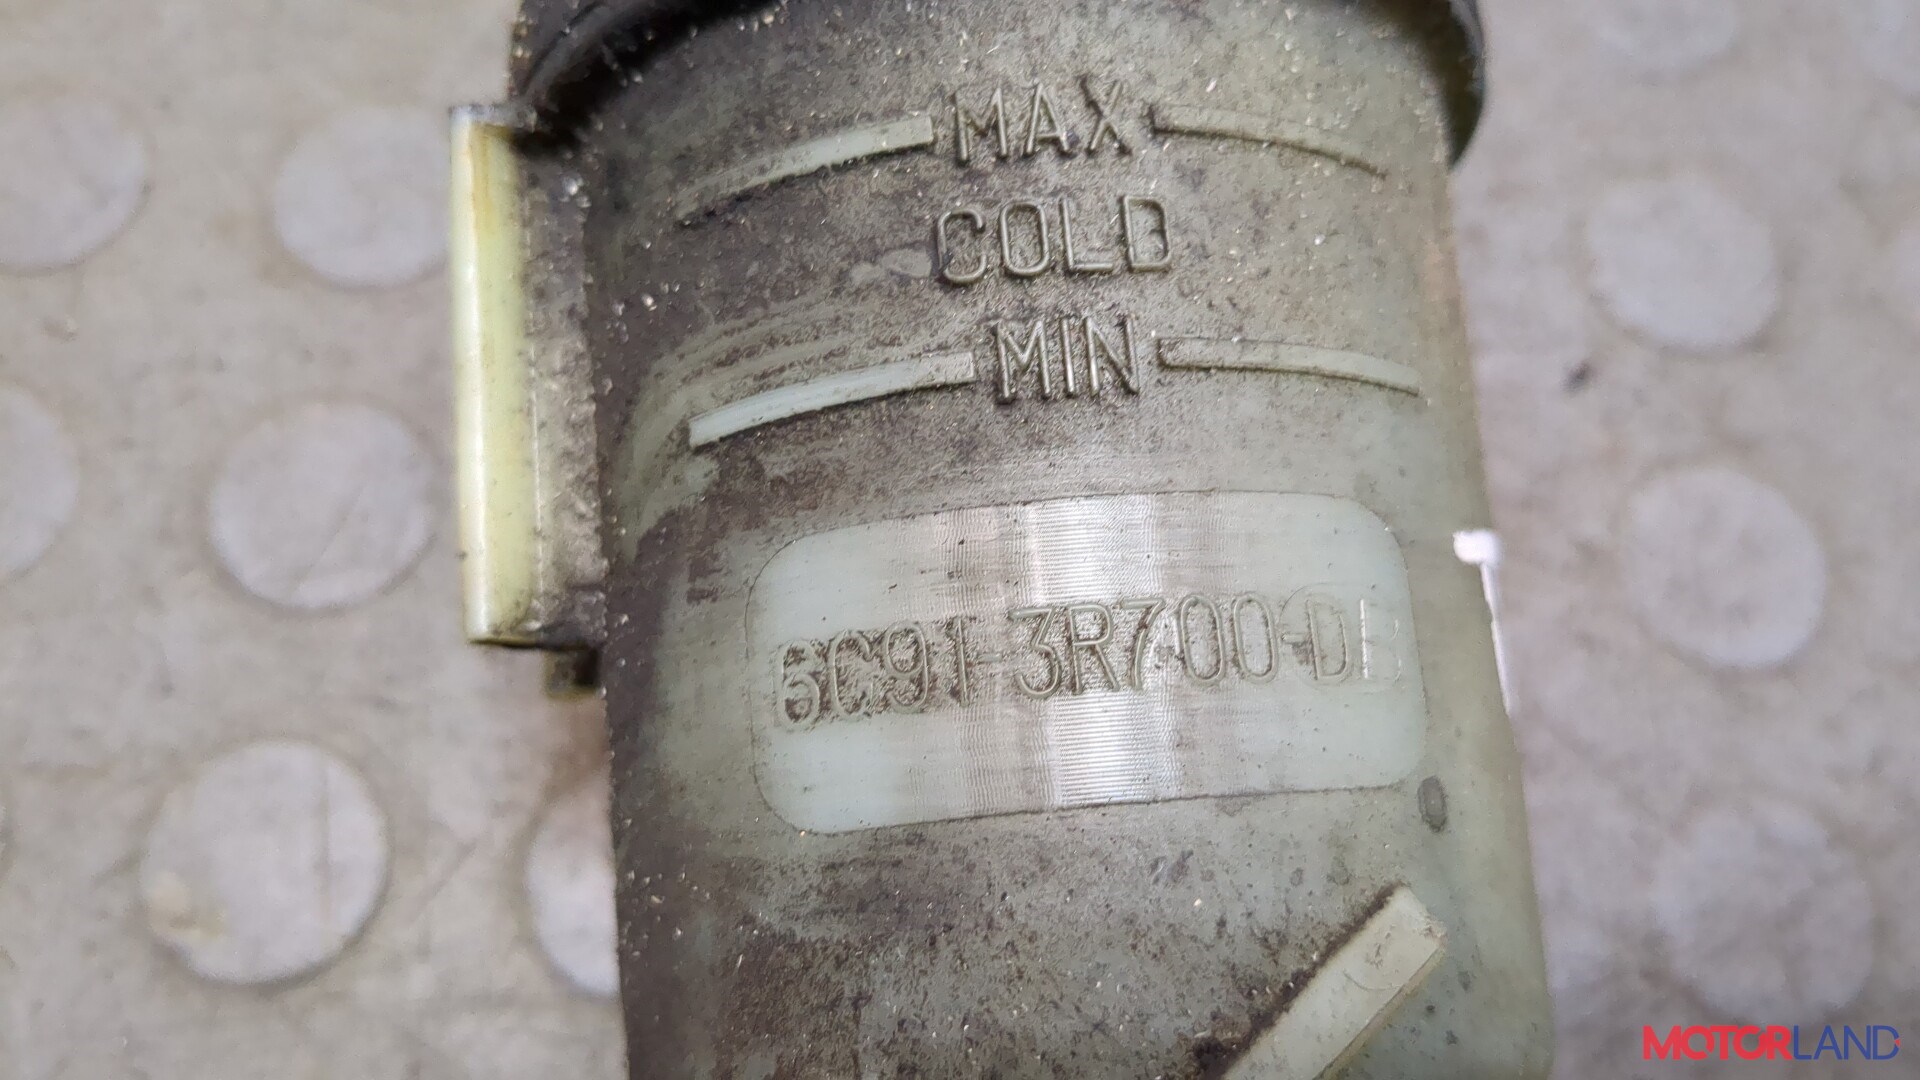 MAX
COLD
MIN
6C91-3R700-DB
MOTORLAND